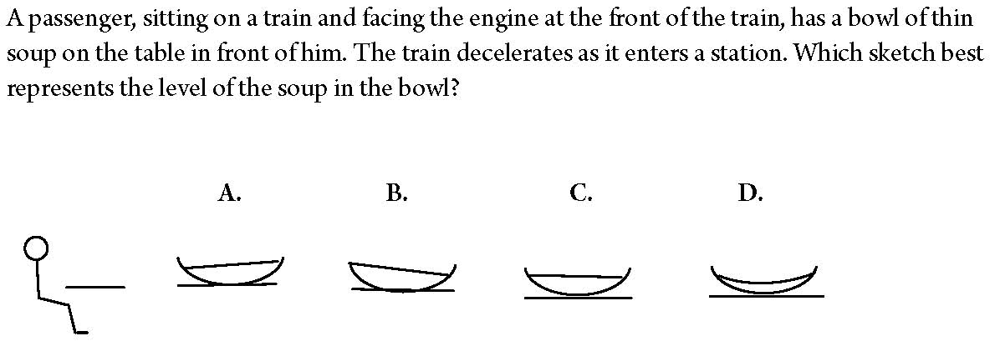 A passenger, sitting on a train and facing the engine at the front of the train, has a bowl of thin
soup on the table in front of him. The train decelerates as it enters a station. Which sketch best
represents the level of the soup in the bowl?
A. B. C. D.